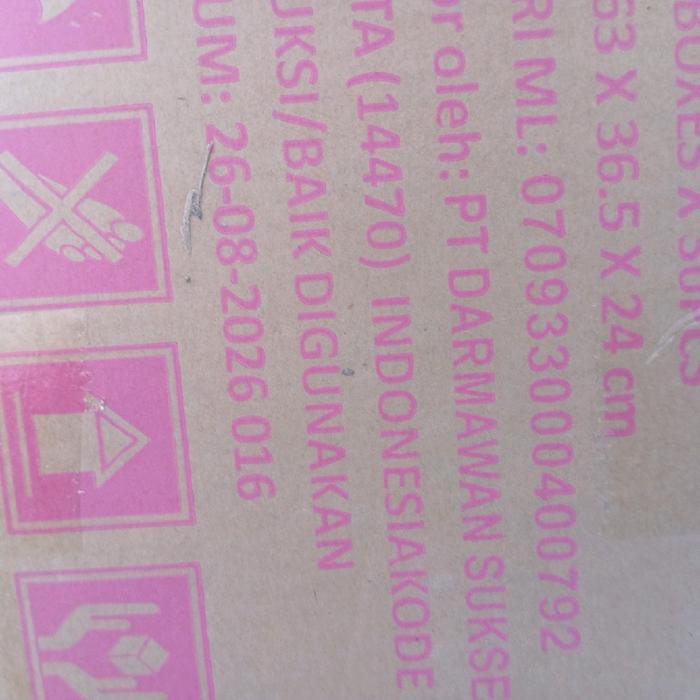 BOXES X
63 X 36.5 X 24 cm
RI ML: 070933000400792
or oleh: PT DARMAWAN SUKSE
TA (14470) INDONESIAKODE
UKSI/BAIK DIGUNAKAN
UM: 26-08-2026 016